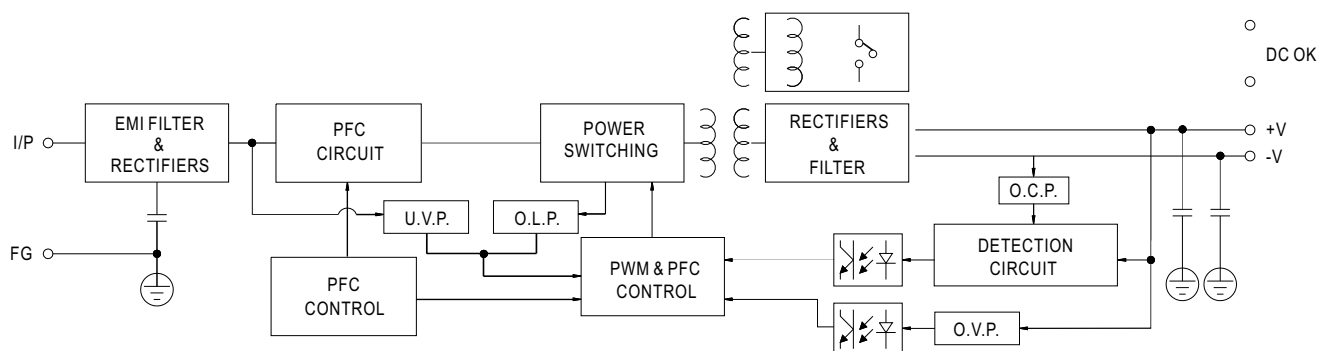 DC OK
I/P
EMI FILTER
&
RECTIFIERS
PFC
CIRCUIT
POWER
SWITCHING
RECTIFIERS
&
FILTER
+V
-V
U.V.P.
O.L.P.
O.C.P.
FG
PFC
CONTROL
PWM & PFC
CONTROL
DETECTION
CIRCUIT
O.V.P.